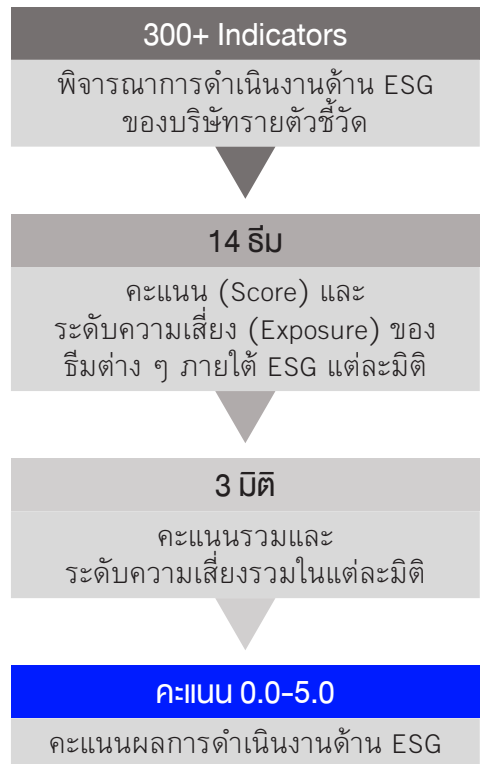 300+ Indicators
พิจารณาการดำเนินงานด้าน ESG
ของบริษัทรายตัวชี้วัด
14 ธีม
คะแนน (Score) และ
ระดับความเสี่ยง (Exposure) ของ
ธีมต่าง ๆ ภายใต้ ESG แต่ละมิติ
3 มิติ
คะแนนรวมและ
ระดับความเสี่ยงรวมในแต่ละมิติ
คะแนน 0.0-5.0
คะแนนผลการดำเนินงานด้าน ESG